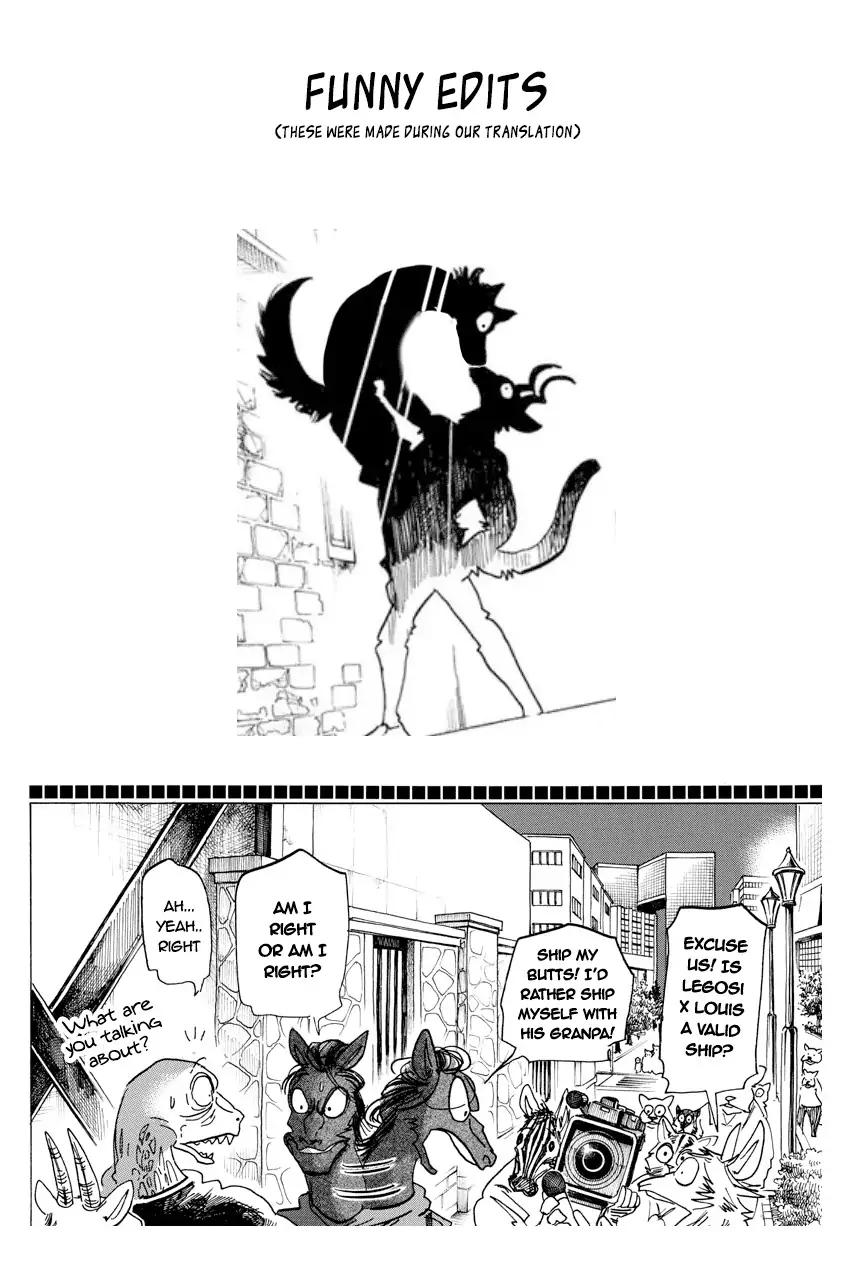 FUNNY EDITS
(THESE WERE MADE DURING OUR TRANSLATION)
EXCUSE
US! IS
LEGOSI
X LOUIS
A VALID
SHIP?
SHIP MY
BUTTS! I'D
RATHER SHIP
MYSELF WITH
HIS GRANPA!
AM I
RIGHT
OR AM I
RIGHT?
AH...
YEAH..
RIGHT
What are
you talking
about?